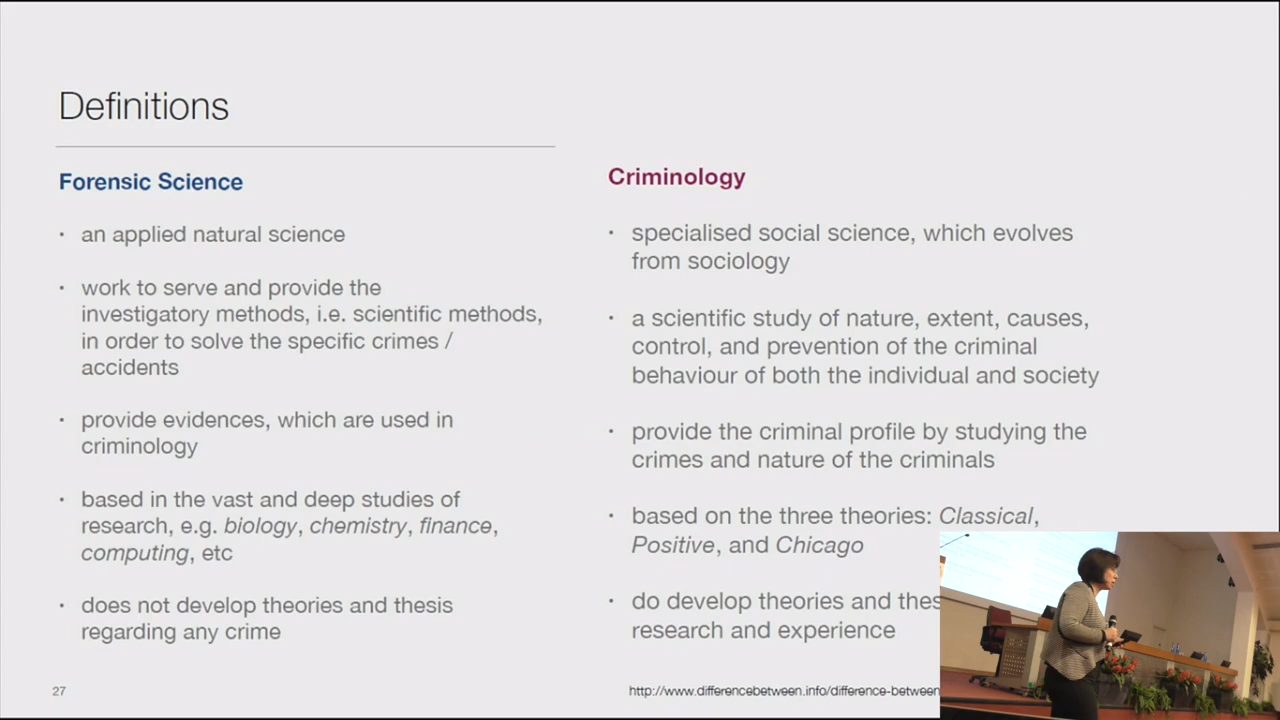 Definitions
Forensic Science
• an applied natural science
• work to serve and provide the
investigatory methods, i.e. scientific methods,
in order to solve the specific crimes /
accidents
• provide evidences, which are used in
criminology
• based in the vast and deep studies of
research, e.g. biology, chemistry, finance,
computing, etc
• does not develop theories and thesis
regarding any crime
27
Criminology
• specialised social science, which evolves
from sociology
• a scientific study of nature, extent, causes,
control, and prevention of the criminal
behaviour of both the individual and society
• provide the criminal profile by studying the
crimes and nature of the criminals
• based on the three theories: Classical,
Positive, and Chicago
• do develop theories and thes
research and experience
http://www.differencebetween.info/difference-between